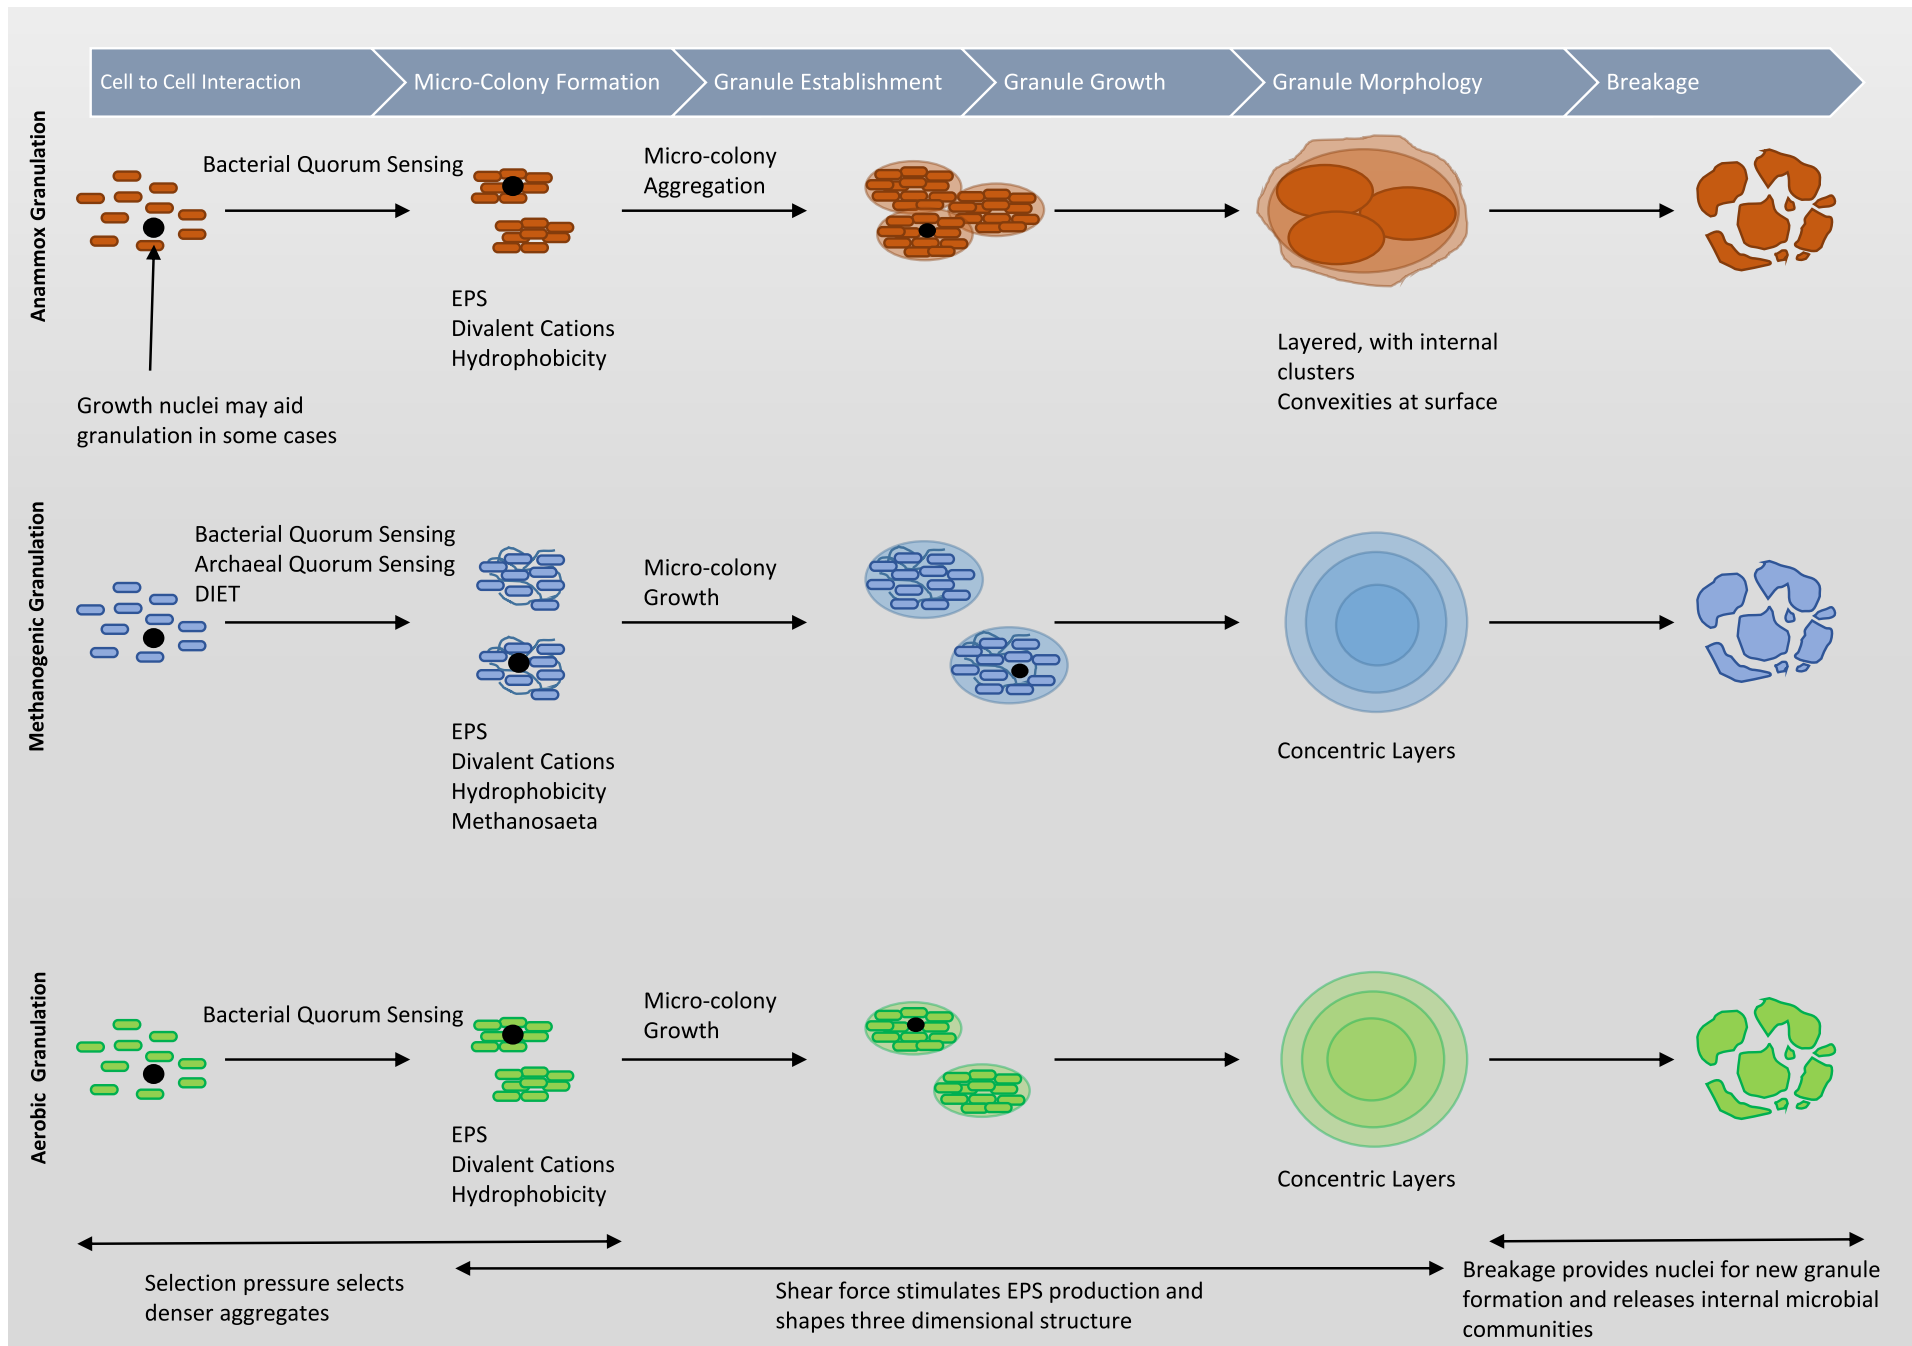 Cell to Cell Interaction
Micro-Colony Formation
Granule Establishment
Granule Growth
Granule Morphology
Breakage
Anammox Granulation
Bacterial Quorum Sensing
Micro-colony
Aggregation
EPS
Divalent Cations
Hydrophobicity
Layered, with internal
clusters
Convexities at surface
Growth nuclei may aid
granulation in some cases
Methanogenic Granulation
Bacterial Quorum Sensing
Archaeal Quorum Sensing
DIET
Micro-colony
Growth
EPS
Divalent Cations
Hydrophobicity
Methanosaeta
Concentric Layers
Aerobic Granulation
Bacterial Quorum Sensing
Micro-colony
Growth
EPS
Divalent Cations
Hydrophobicity
Concentric Layers
Selection pressure selects
denser aggregates
Shear force stimulates EPS production and
shapes three dimensional structure
Breakage provides nuclei for new granule
formation and releases internal microbial
communities